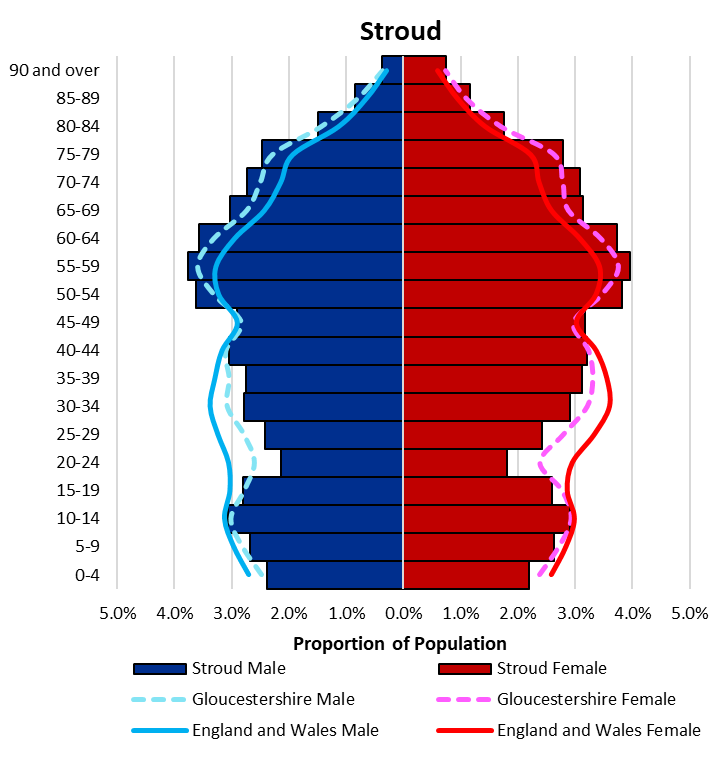 Stroud
90 and over
85-89
80-84
75-79
70-74
65-69
60-64
55-59
50-54
45-49
40-44
35-39
30-34
25-29
20-24
15-19
10-14
5-9
0-4
5.0% 4.0% 3.0% 2.0% 1.0% 0.0% 1.0% 2.0% 3.0% 4.0% 5.0%
Proportion of Population
Stroud Male Stroud Female
Gloucestershire Male Gloucestershire Female
England and Wales Male England and Wales Female